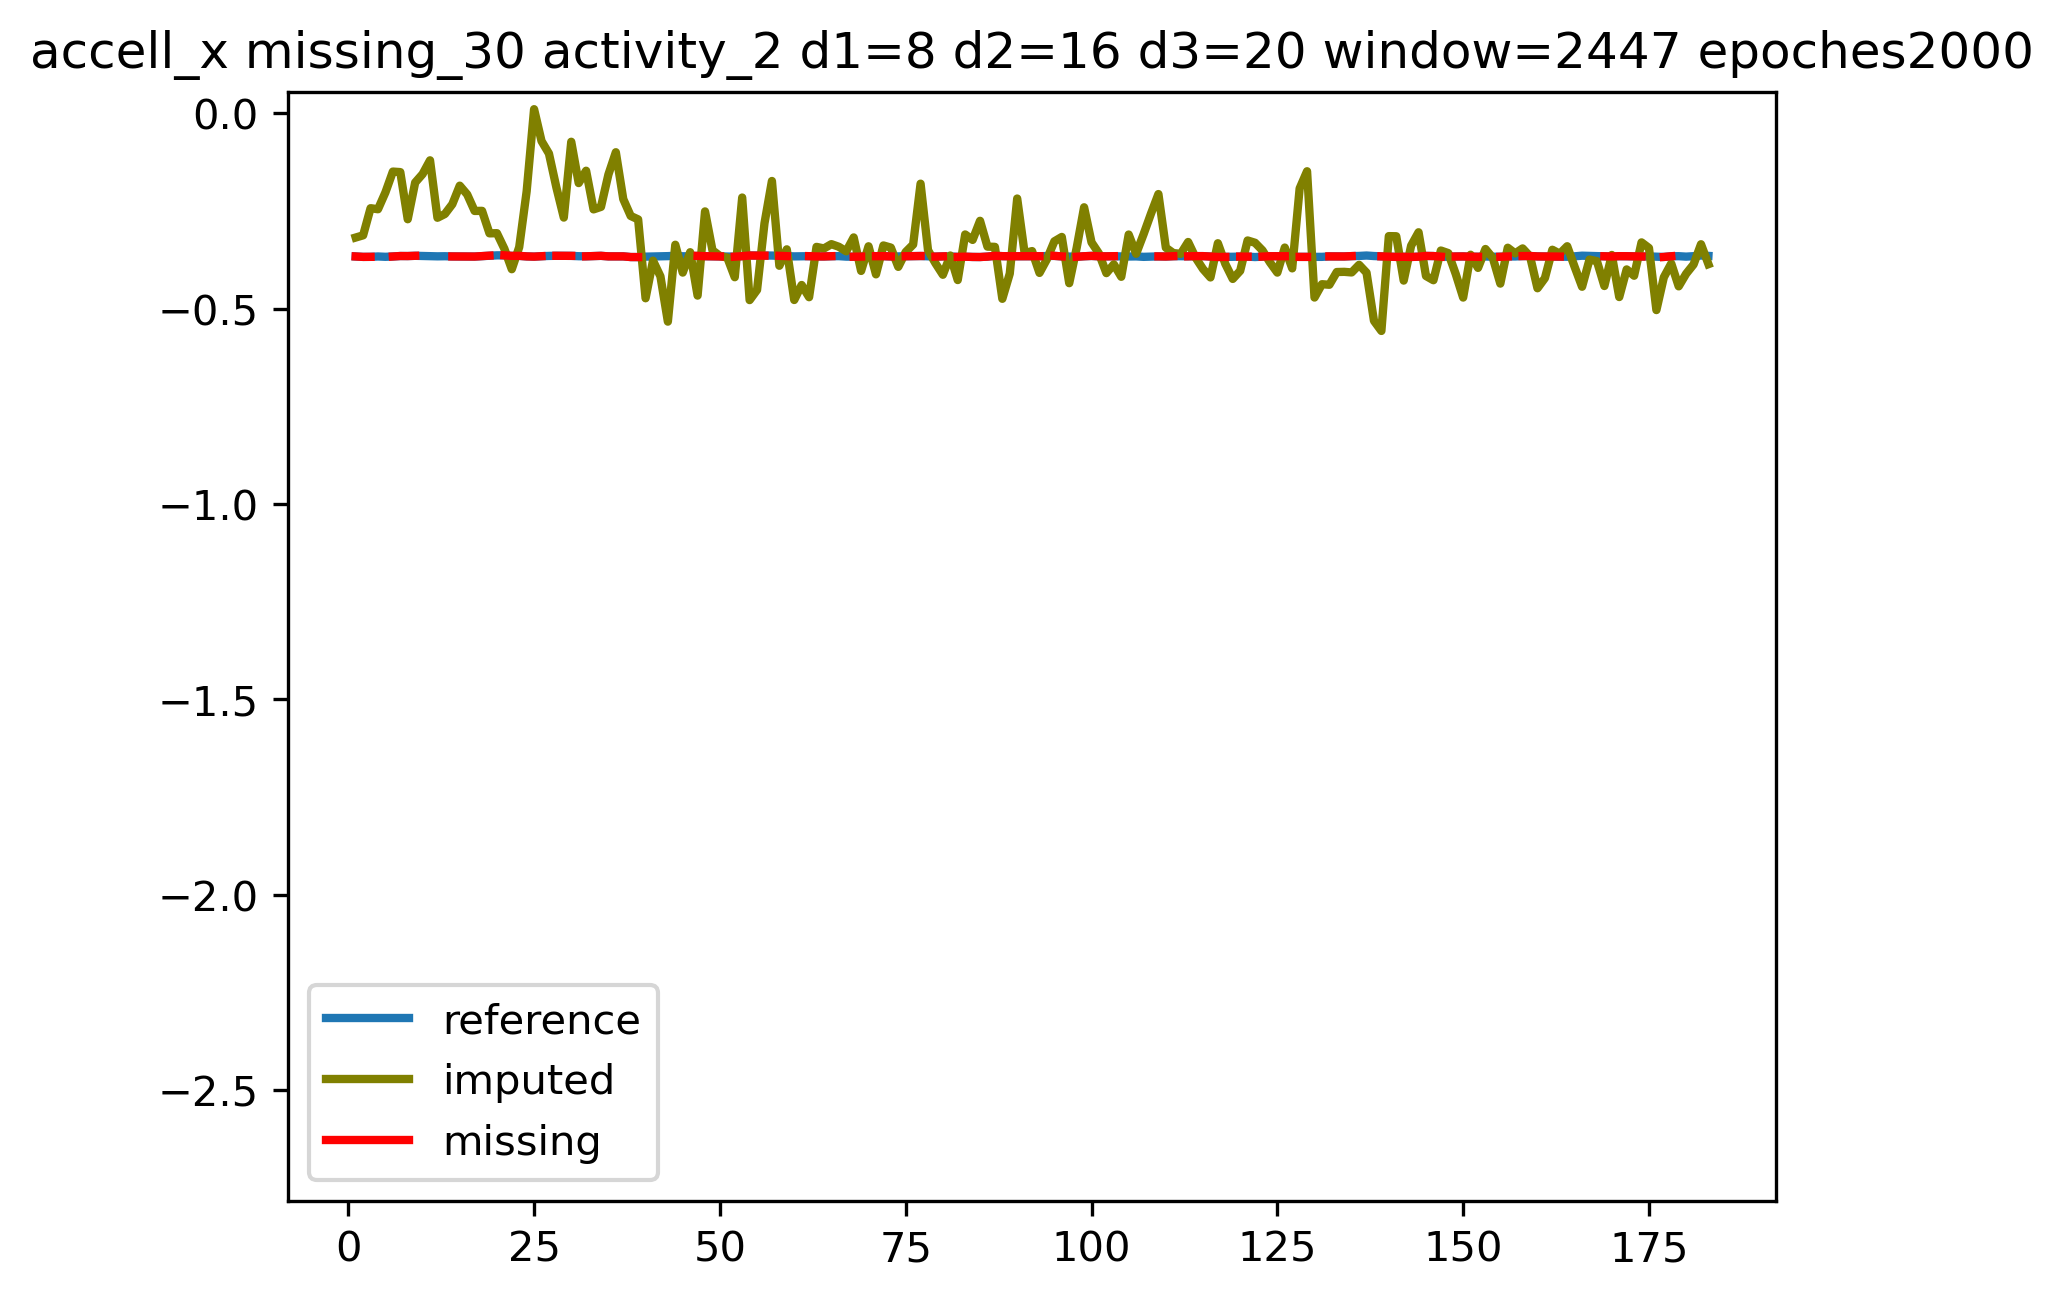 accell_x missing_30 activity_2 d1=8 d2=16 d3=20 window=2447 epoches2000
0.0
−0.5
−1.0
−1.5
−2.0
−2.5
reference
imputed
missing
0 25 50 75 100 125 150 175